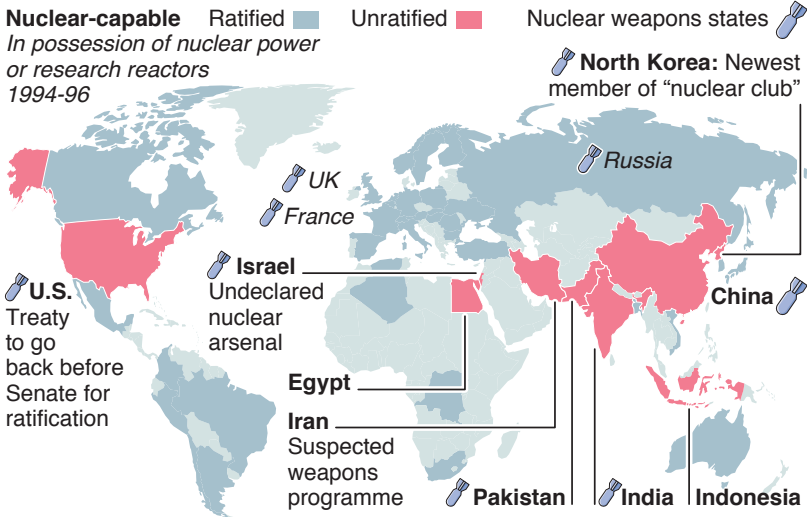 Nuclear-capable Ratified Unratified Nuclear weapons states
In possession of nuclear power
or research reactors
1994-96
North Korea: Newest
member of “nuclear club”
Russia
UK
France
Israel
Undeclared
nuclear
arsenal
U.S.
Treaty
to go
back before
Senate for
ratification
China
Egypt
Iran
Suspected
weapons
programme
Pakistan
India
Indonesia